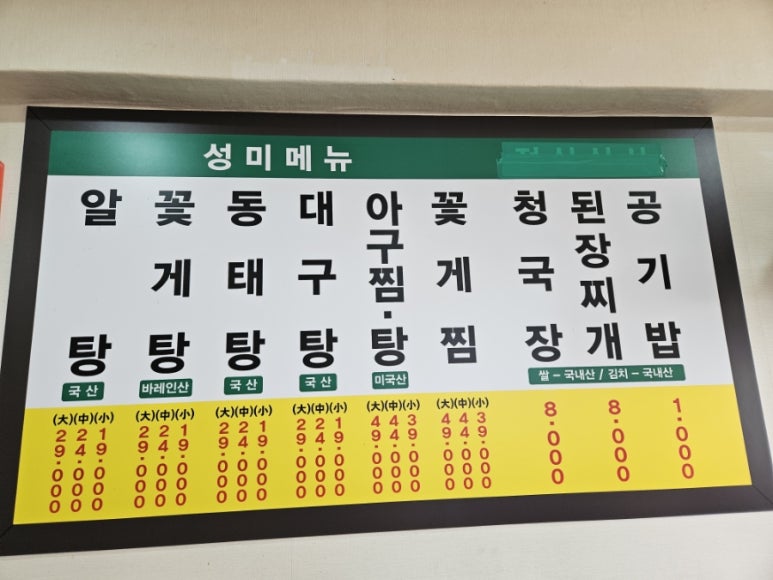 성미메뉴
알탕
국산
(大)(中)(小)
29.000 24.000 19.000
꽃게탕
바레인산
(大)(中)(小)
29.000 24.000 19.000
동태탕
국산
(大)(中)(小)
29.000 24.000 19.000
대구탕
국산
(大)(中)(小)
29.000 24.000 19.000
아구찜·탕
미국산
(大)(中)(小)
49.000 44.000 39.000
꽃게찜
(大)(中)(小)
49.000 44.000 39.000
청국장
8.000
된장찌개
8.000
공기밥
1.000
쌀 - 국내산 / 김치 - 국내산